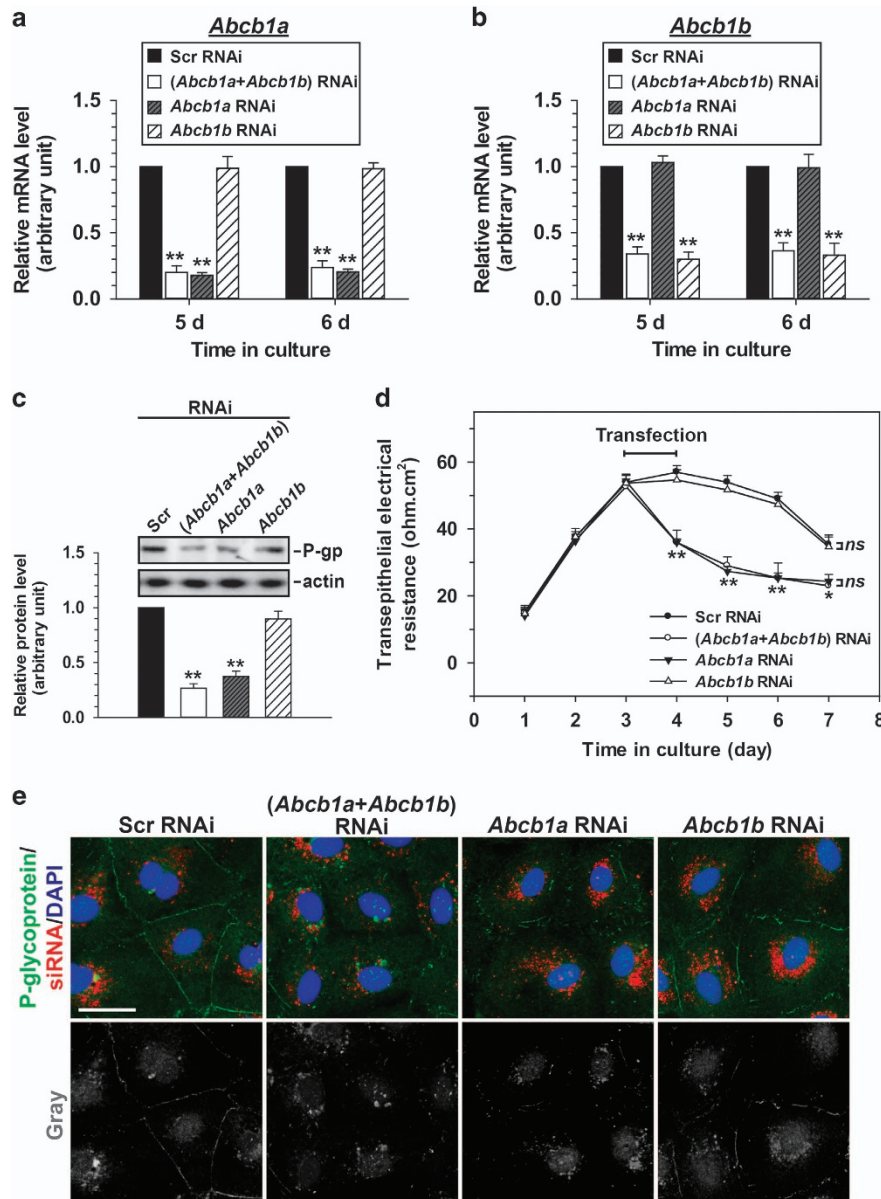 a
Abcb1a
Scr RNAi
(Abcb1a+Abcb1b) RNAi
Abcb1a RNAi
Abcb1b RNAi
Relative mRNA level
(arbitrary unit)
1.5
1.0
0.5
0.0
** ** ** **
5 d 6 d
Time in culture
b
Abcb1b
Scr RNAi
(Abcb1a+Abcb1b) RNAi
Abcb1a RNAi
Abcb1b RNAi
Relative mRNA level
(arbitrary unit)
1.5
1.0
0.5
0.0
** ** ** **
5 d 6 d
Time in culture
c
RNAi
Scr
(Abcb1a+Abcb1b)
Abcb1a
Abcb1b
P-gp
actin
Relative protein level
(arbitrary unit)
1.5
1.0
0.5
0.0
** **
d
Transfection
Transepithelial electrical
resistance (ohm.cm²)
60
40
20
0
ns
ns
** ** ** *
Scr RNAi
(Abcb1a+Abcb1b) RNAi
Abcb1a RNAi
Abcb1b RNAi
0 1 2 3 4 5 6 7 8
Time in culture (day)
e
Scr RNAi
(Abcb1a+Abcb1b)
RNAi
Abcb1a RNAi
Abcb1b RNAi
P-glycoprotein/
siRNA/DAPI
Gray